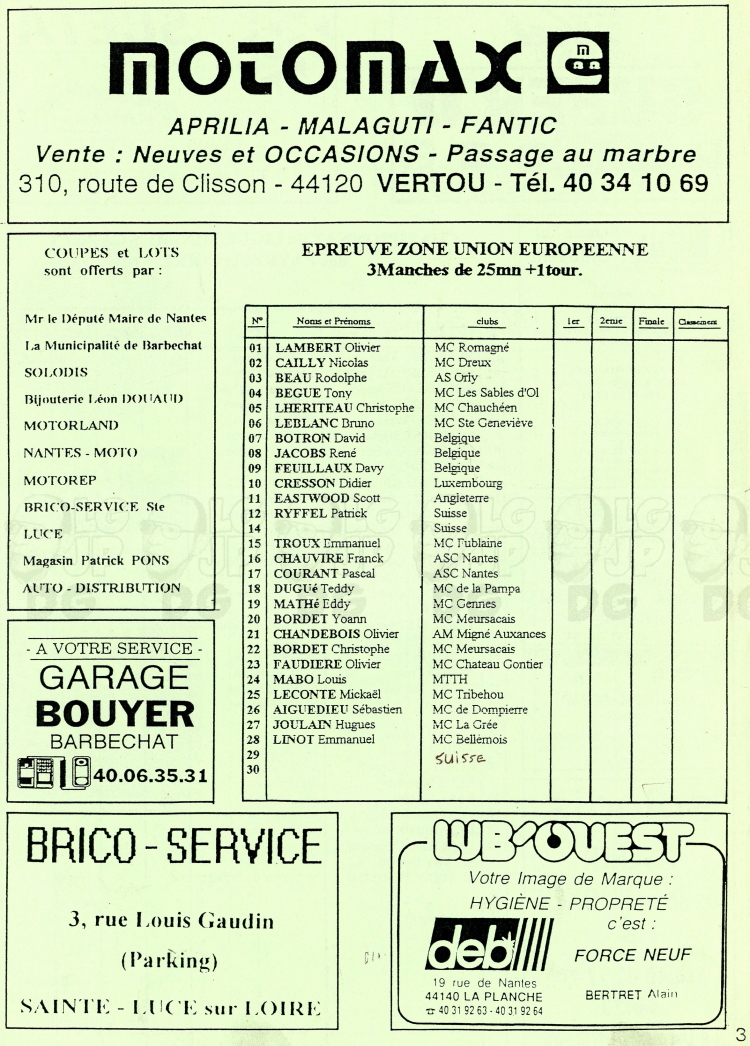 MOTOMAX
APRILIA - MALAGUTI - FANTIC
Vente : Neuves et OCCASIONS - Passage au marbre
310, route de Clisson - 44120 VERTOU - Tél. 40 34 10 69
COUPES et LOTS
sont offerts par :
Mr le Député Maire de Nantes
La Municipalité de Barbechat
SOLODIS
Bijouterie Léon DOUAUD
MOTORLAND
NANTES - MOTO
MOTOREP
BRICO-SERVICE Ste
LUCE
Magasin Patrick PONS
AUTO - DISTRIBUTION
EPREUVE ZONE UNION EUROPEENNE
3Manches de 25mn +1tour.
N° Noms et Prénoms clubs 1er 2eme Finale Classement
01 LAMBERT Olivier MC Romagné
02 CAILLY Nicolas MC Dreux
03 BEAU Rodolphe AS Orly
04 BEGUE Tony MC Les Sables d'Ol
05 LHERITEAU Christophe MC Chauchéen
06 LEBLANC Bruno MC Ste Geneviève
07 BOTRON David Belgique
08 JACOBS René Belgique
09 FEUILLAUX Davy Belgique
10 CRESSON Didier Luxembourg
11 EASTWOOD Scott Angleterre
12 RYFFEL Patrick Suisse
14 Suisse
15 TROUX Emmanuel MC Fublaine
16 CHAUVIRE Franck ASC Nantes
17 COURANT Pascal ASC Nantes
18 DUGUé Teddy MC de la Pampa
19 MATHé Eddy MC Gennes
20 BORDET Yoann MC Meursacais
21 CHANDEBOIS Olivier AM Migné Auxances
22 BORDET Christophe MC Meursacais
23 FAUDIERE Olivier MC Chateau Gontier
24 MABO Louis MTTH
25 LECONTE Mickaël MC Tribehou
26 AIGUEDIEU Sébastien MC de Dompierre
27 JOULAIN Hugues MC La Grée
28 LINOT Emmanuel MC Bellêmois
29 suisse
30
- A VOTRE SERVICE -
GARAGE
BOUYER
BARBECHAT
40.06.35.31
BRICO - SERVICE
3, rue Louis Gaudin
(Parking)
SAINTE - LUCE sur LOIRE
LUB'OUEST
Votre Image de Marque :
HYGIÈNE - PROPRETÉ
c'est :
deb
FORCE NEUF
19 rue de Nantes
44140 LA PLANCHE
☎ 40 31 92 63 - 40 31 92 64
BERTRET Alain
3
LG
JP
DG